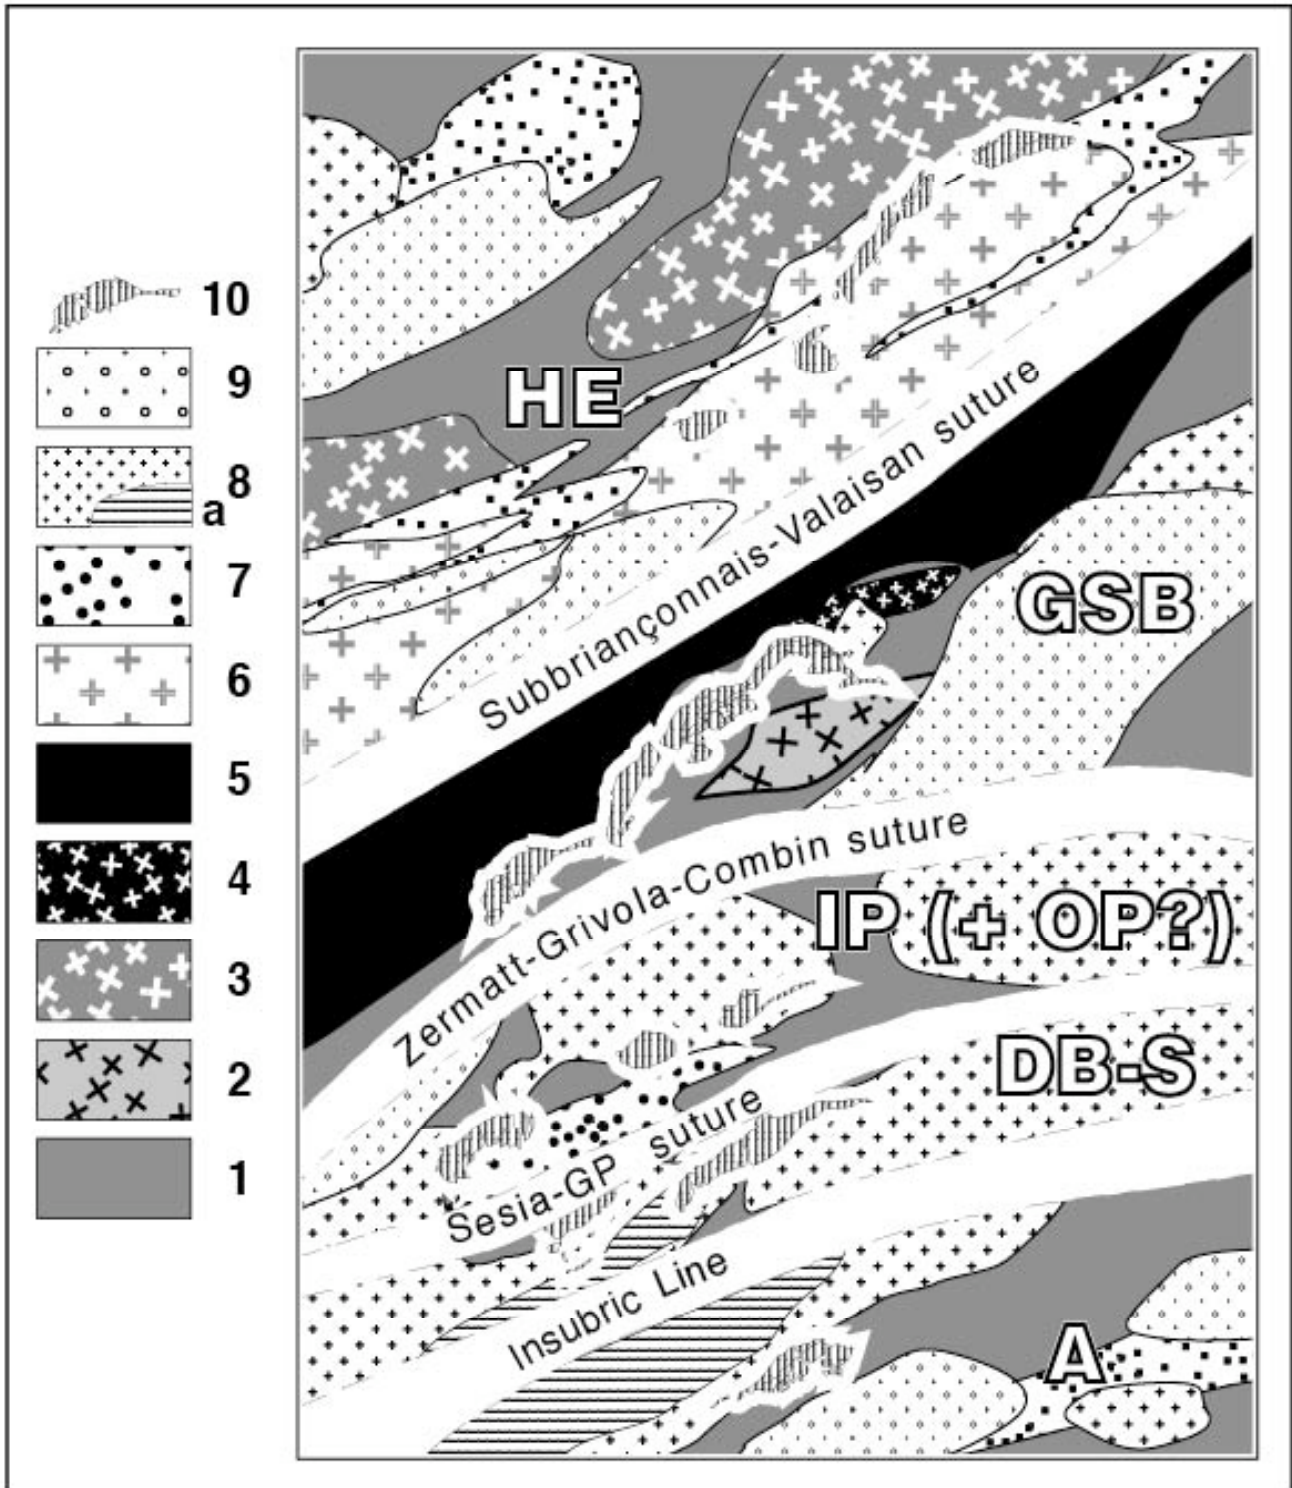 HE
Subbriançonnais-Valaisan suture
GSB
Zermatt-Grivola-Combin suture
IP (+ OP?)
DB-S
Sesia-GP suture
Insubric Line
A
10
9
8
a
7
6
5
4
3
2
1